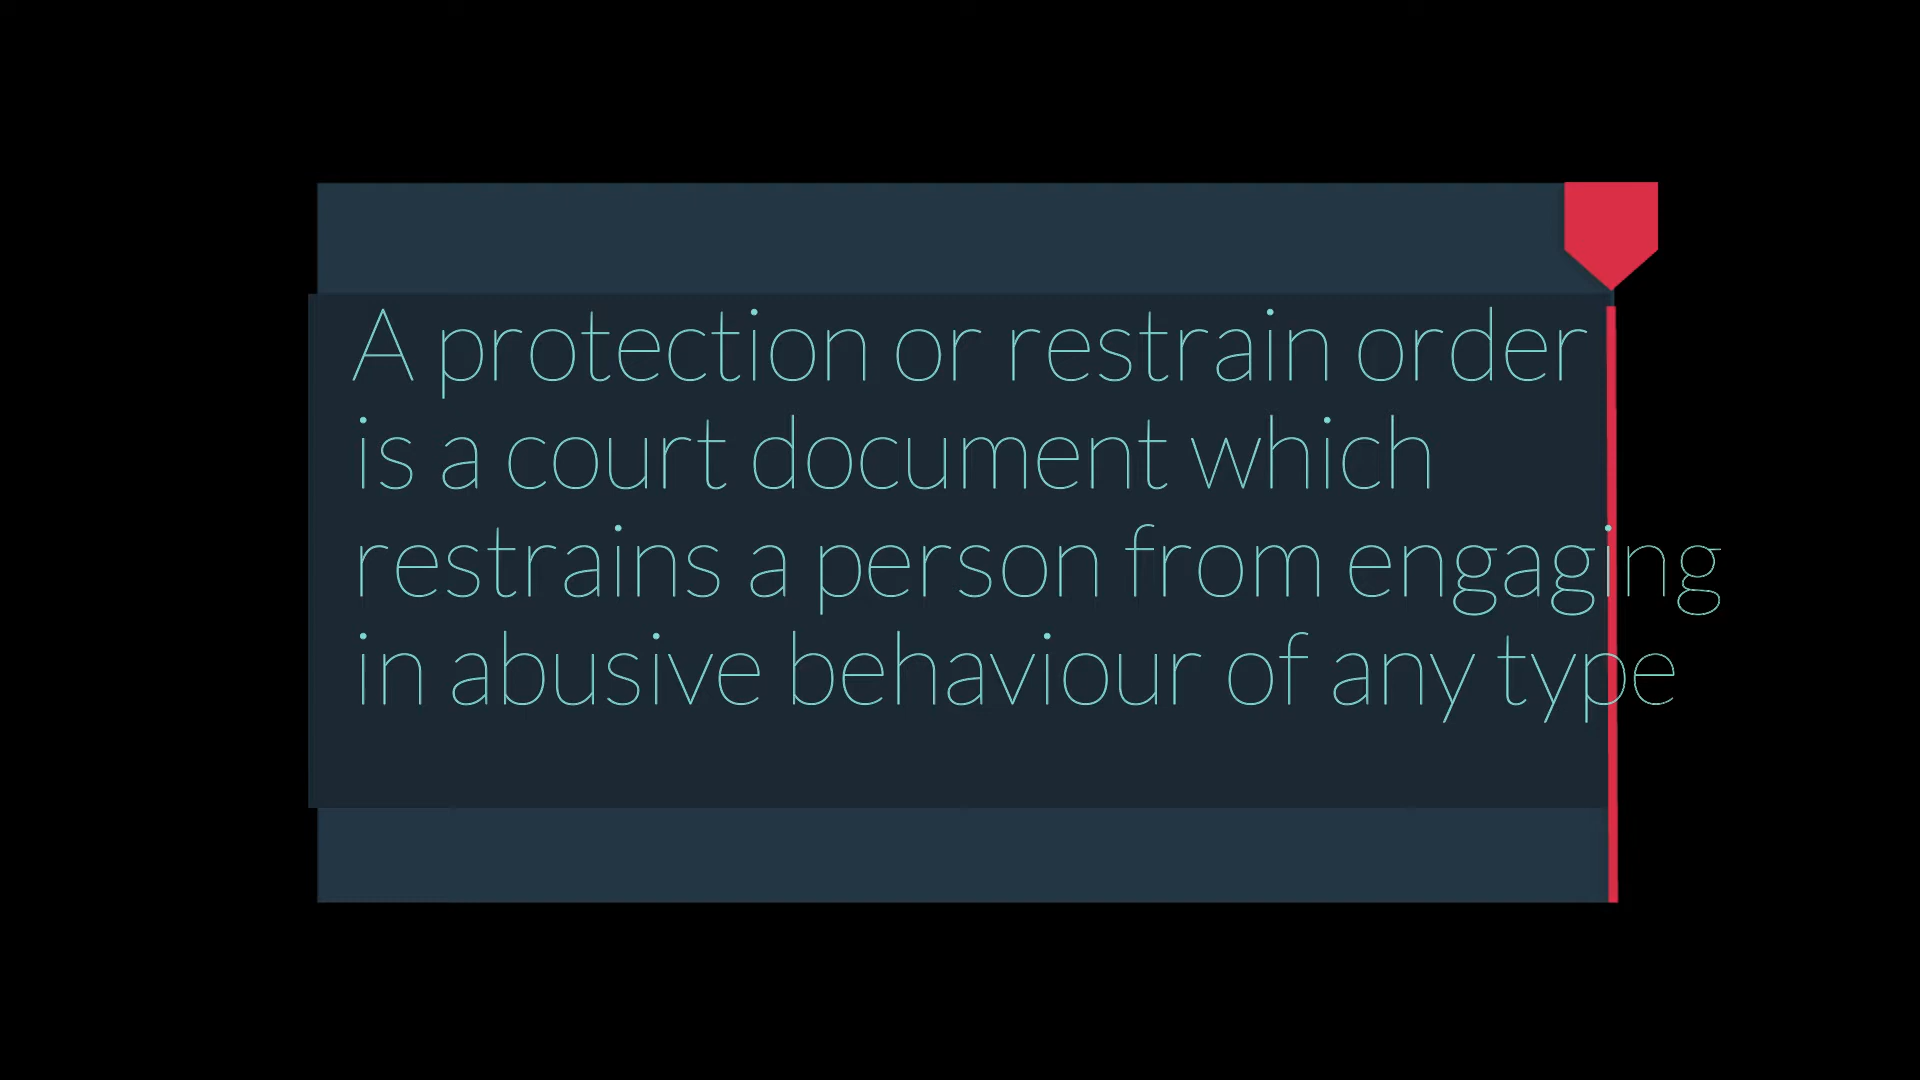 A protection or restrain order
is a court document which
restrains a person from engaging
in abusive behaviour of any type